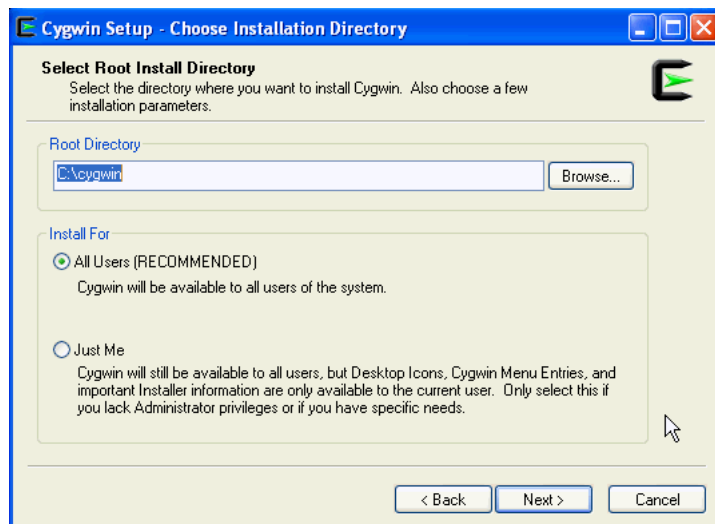 Cygwin Setup - Choose Installation Directory
Select Root Install Directory
Select the directory where you want to install Cygwin. Also choose a few
installation parameters.
Root Directory
C:\cygwin
Browse...
Install For
All Users (RECOMMENDED)
Cygwin will be available to all users of the system.
Just Me
Cygwin will still be available to all users, but Desktop Icons, Cygwin Menu Entries, and
important Installer information are only available to the current user. Only select this if
you lack Administrator privileges or if you have specific needs.
< Back
Next >
Cancel